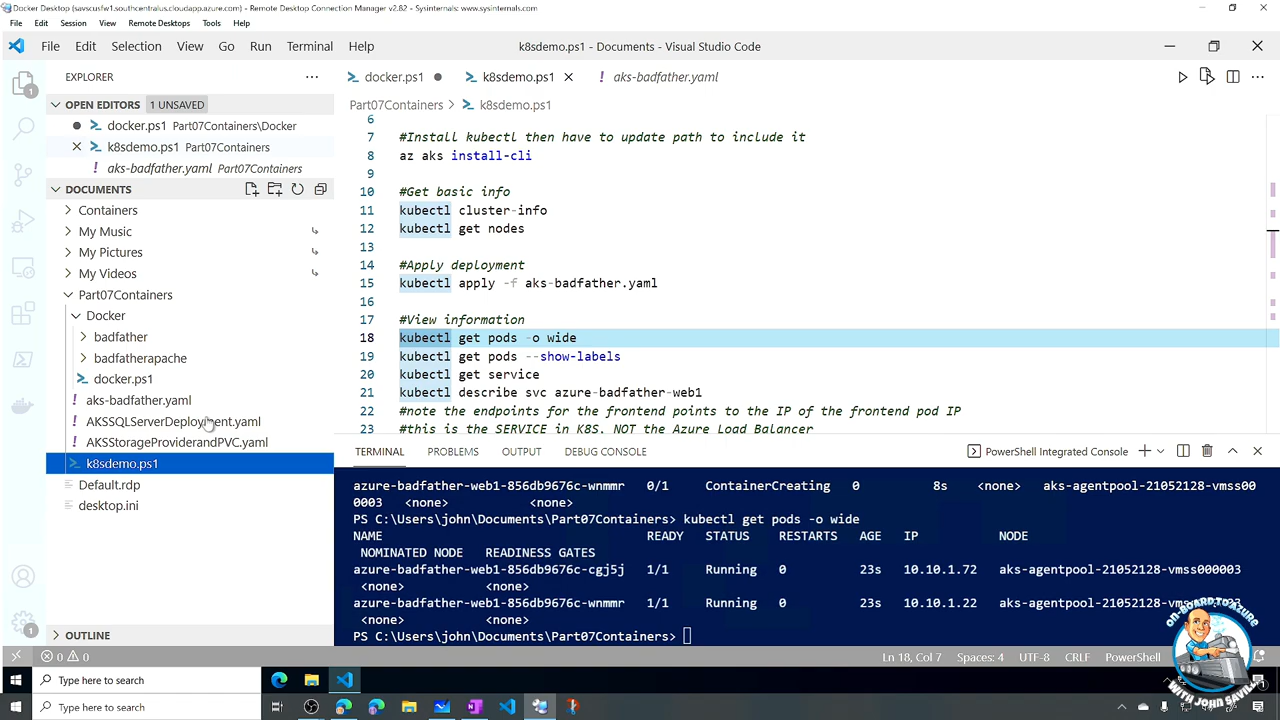 Docker Desktop (savscusfw1.southcentralus.cloudapp.azure.com) - Remote Desktop Connection Manager v2.82 - Sysinternals: www.sysinternals.com
File Edit Session View Remote Desktops Tools Help
File Edit Selection View Go Run Terminal Help
k8sdemo.ps1 - Documents - Visual Studio Code
EXPLORER
docker.ps1
k8sdemo.ps1
aks-badfather.yaml
OPEN EDITORS 1 UNSAVED
Part07Containers > k8sdemo.ps1
docker.ps1 Part07Containers\Docker
k8sdemo.ps1 Part07Containers
aks-badfather.yaml Part07Containers
DOCUMENTS
Containers
My Music
My Pictures
My Videos
Part07Containers
Docker
badfather
badfatherapache
docker.ps1
aks-badfather.yaml
AKSSQLServerDeployment.yaml
AKSStorageProviderandPVC.yaml
k8sdemo.ps1
Default.rdp
desktop.ini
OUTLINE
6
7 #Install kubectl then have to update path to include it
8 az aks install-cli
9
10 #Get basic info
11 kubectl cluster-info
12 kubectl get nodes
13
14 #Apply deployment
15 kubectl apply -f aks-badfather.yaml
16
17 #View information
18 kubectl get pods -o wide
19 kubectl get pods --show-labels
20 kubectl get service
21 kubectl describe svc azure-badfather-web1
22 #note the endpoints for the frontend points to the IP of the frontend pod IP
23 #this is the SERVICE in K8S, NOT the Azure Load Balancer
TERMINAL PROBLEMS OUTPUT DEBUG CONSOLE
PowerShell Integrated Console
azure-badfather-web1-856db9676c-wnmmr 0/1 ContainerCreating 0 8s <none> aks-agentpool-21052128-vmss00
0003 <none> <none>
PS C:\Users\john\Documents\Part07Containers> kubectl get pods -o wide
NAME READY STATUS RESTARTS AGE IP NODE
NOMINATED NODE READINESS GATES
azure-badfather-web1-856db9676c-cgj5j 1/1 Running 0 23s 10.10.1.72 aks-agentpool-21052128-vmss000003
<none> <none>
azure-badfather-web1-856db9676c-wnmmr 1/1 Running 0 23s 10.10.1.22 aks-agentpool-21052128-vmss
<none> <none>
PS C:\Users\john\Documents\Part07Containers>
0 0
Ln 18, Col 7 Spaces: 4 UTF-8 CRLF PowerShell
Type here to search
Type here to search
ON-BOARD TO AZURE
WITH JOHN SAVILL